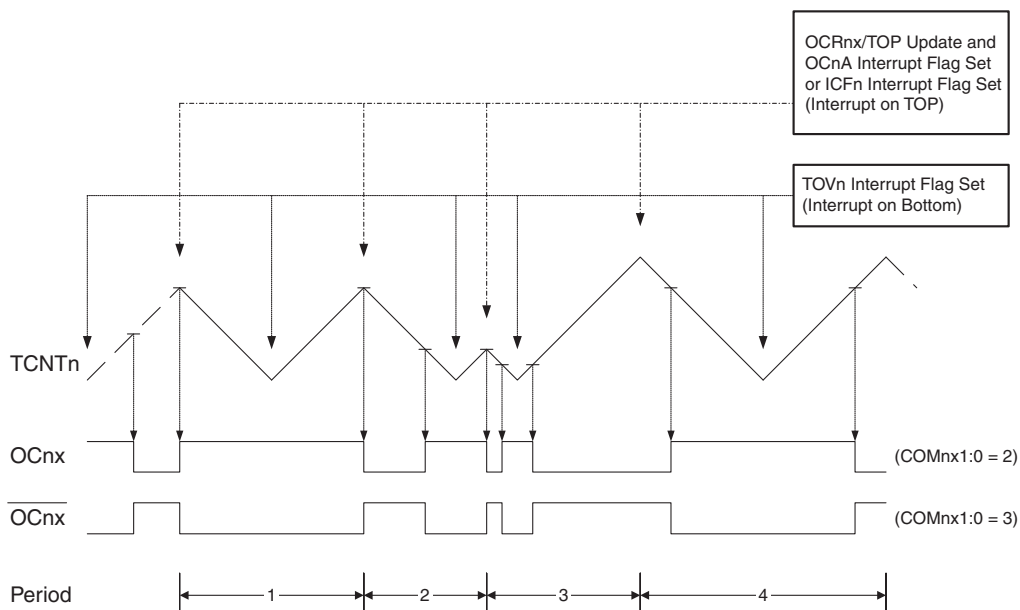 OCRnx/TOP Update and
OCnA Interrupt Flag Set
or ICFn Interrupt Flag Set
(Interrupt on TOP)
TOVn Interrupt Flag Set
(Interrupt on Bottom)
TCNTn
OCnx
(COMnx1:0 = 2)
OCnx
(COMnx1:0 = 3)
Period
1
2
3
4